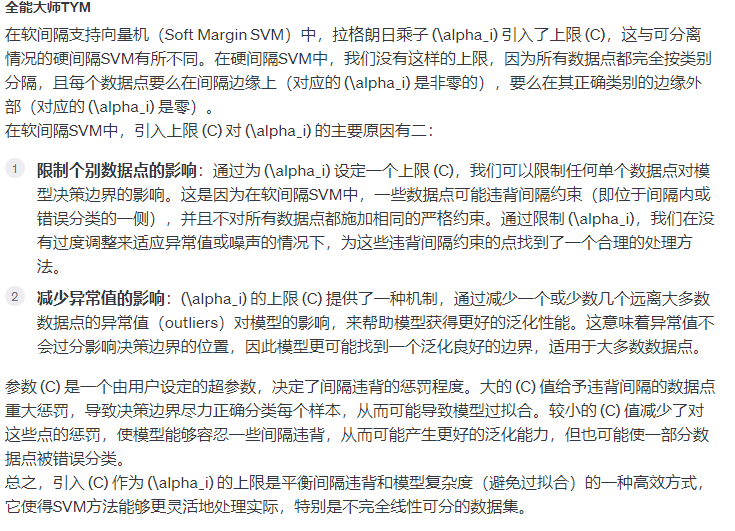 全能大师TYM
在软间隔支持向量机（Soft Margin SVM）中，拉格朗日乘子 (\alpha_i) 引入了上限 (C)，这与可分离
情况的硬间隔SVM有所不同。在硬间隔SVM中，我们没有这样的上限，因为所有数据点都完全按类别
分隔，且每个数据点要么在间隔边缘上（对应的 (\alpha_i) 是非零的），要么在其正确类别的边缘外
部（对应的 (\alpha_i) 是零）。
在软间隔SVM中，引入上限 (C) 对 (\alpha_i) 的主要原因有二：
1 限制个别数据点的影响：通过为 (\alpha_i) 设定一个上限 (C)，我们可以限制任何单个数据点对模
型决策边界的影响。这是因为在软间隔SVM中，一些数据点可能违背间隔约束（即位于间隔内或
错误分类的一侧），并且不对所有数据点都施加相同的严格约束。通过限制 (\alpha_i)，我们在没
有过度调整来适应异常值或噪声的情况下，为这些违背间隔约束的点找到了一个合理的处理方
法。
2 减少异常值的影响：(\alpha_i) 的上限 (C) 提供了一种机制，通过减少一个或少数几个远离大多数
数据点的异常值（outliers）对模型的影响，来帮助模型获得更好的泛化性能。这意味着异常值不
会过分影响决策边界的位置，因此模型更可能找到一个泛化良好的边界，适用于大多数数据点。
参数 (C) 是一个由用户设定的超参数，决定了间隔违背的惩罚程度。大的 (C) 值给予违背间隔的数据点
重大惩罚，导致决策边界尽力正确分类每个样本，从而可能导致模型过拟合。较小的 (C) 值减少了对
这些点的惩罚，使模型能够容忍一些间隔违背，从而可能产生更好的泛化能力，但也可能使一部分数
据点被错误分类。
总之，引入 (C) 作为 (\alpha_i) 的上限是平衡间隔违背和模型复杂度（避免过拟合）的一种高效方式，
它使得SVM方法能够更灵活地处理实际，特别是不完全线性可分的数据集。